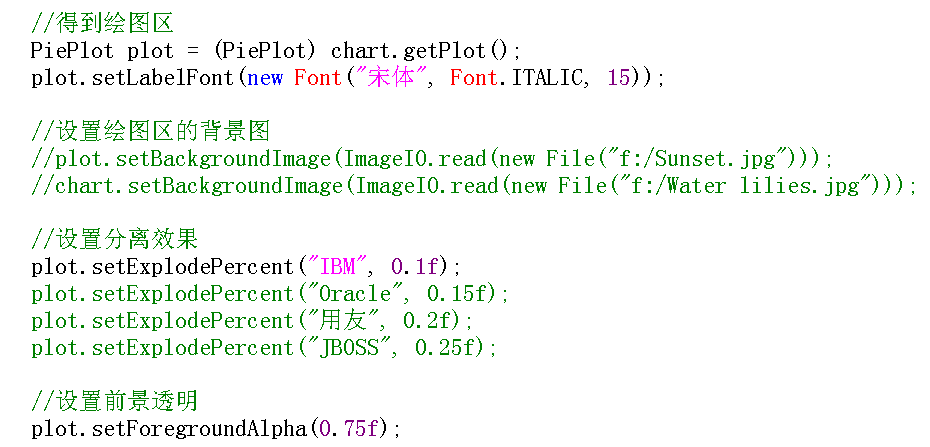 //得到绘图区
PiePlot plot = (PiePlot) chart.getPlot();
plot.setLabelFont(new Font("宋体", Font.ITALIC, 15));
//设置绘图区的背景图
//plot.setBackgroundImage(ImageIO.read(new File("f:/Sunset.jpg")));
//chart.setBackgroundImage(ImageIO.read(new File("f:/Water lilies.jpg")));
//设置分离效果
plot.setExplodePercent("IBM", 0.1f);
plot.setExplodePercent("Oracle", 0.15f);
plot.setExplodePercent("用友", 0.2f);
plot.setExplodePercent("JBOSS", 0.25f);
//设置前景透明
plot.setForegroundAlpha(0.75f);